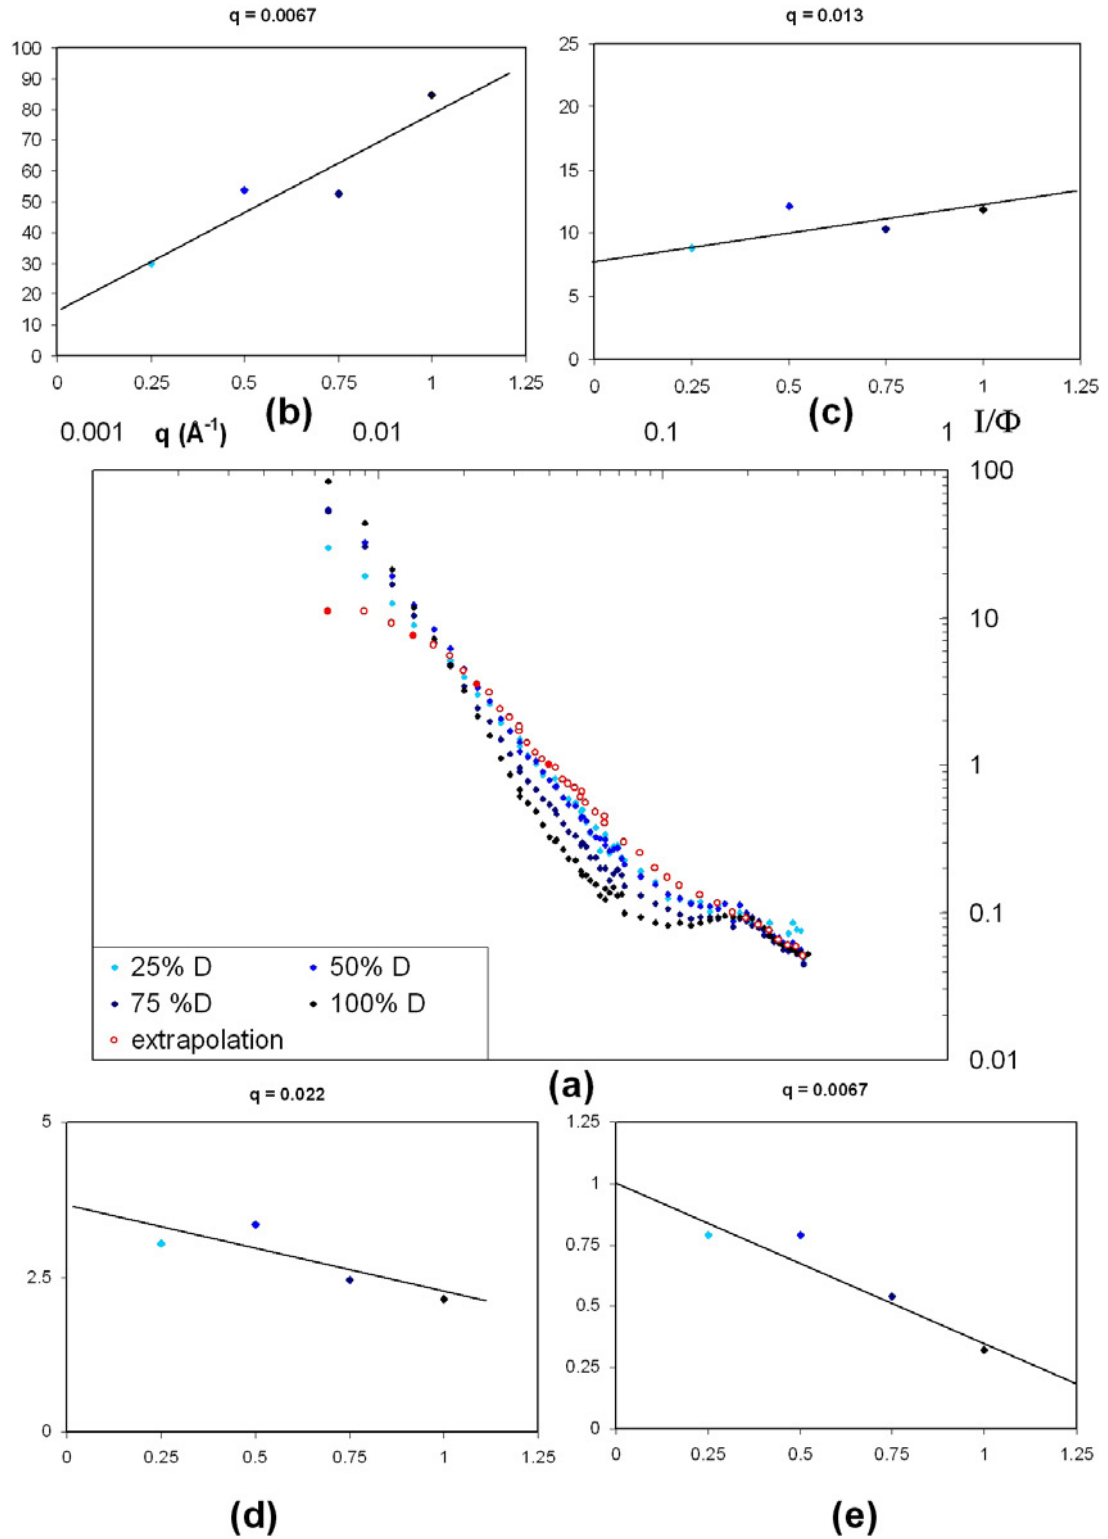 q = 0.0067
q = 0.013
100
90
80
70
60
50
40
30
20
10
0
0 0.25 0.5 0.75 1 1.25
(b)
25
20
15
10
5
0
0 0.25 0.5 0.75 1 1.25
(c)
0.001 q (Å⁻¹) 0.01 0.1 1 I/Φ
100
10
1
0.1
0.01
25% D 50% D
75 %D 100% D
extrapolation
(a)
q = 0.022
q = 0.0067
5
2.5
0
0 0.25 0.5 0.75 1 1.25
(d)
1.25
1
0.75
0.5
0.25
0
0 0.25 0.5 0.75 1 1.25
(e)